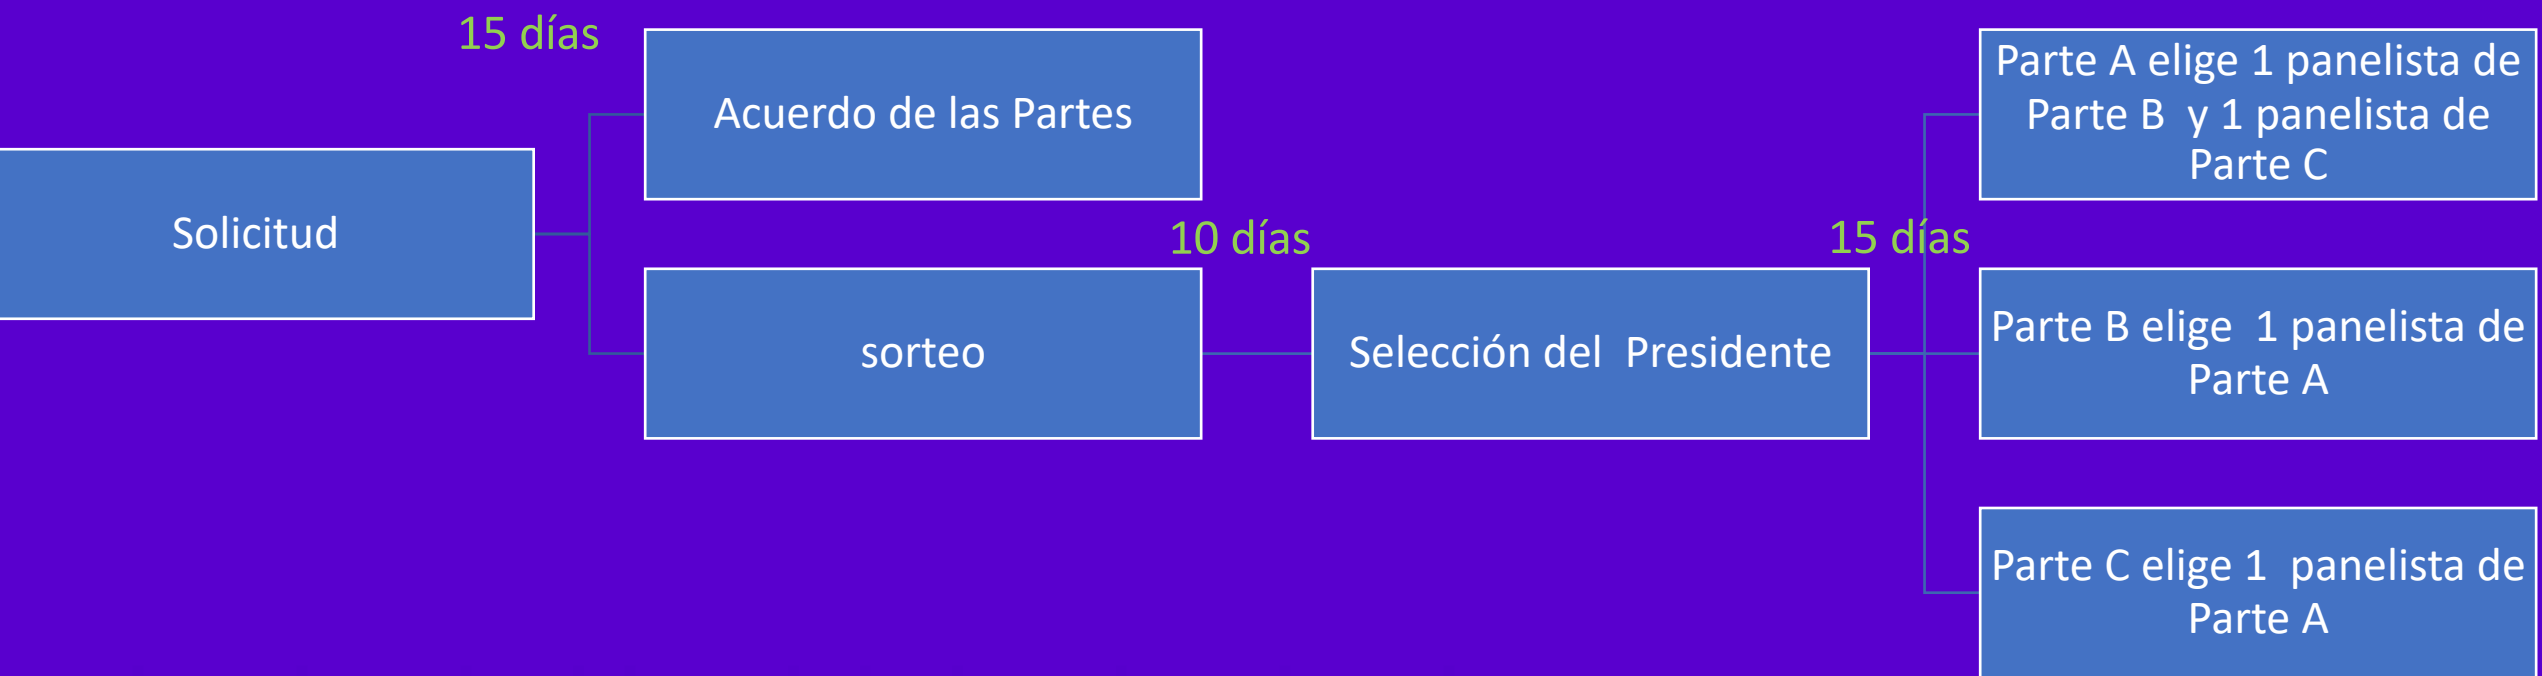 15 días
Solicitud
Acuerdo de las Partes
sorteo
10 días
Selección del  Presidente
15 días
Parte A elige 1 panelista de
Parte B  y 1 panelista de
Parte C
Parte B elige  1 panelista de
Parte A
Parte C elige 1  panelista de
Parte A